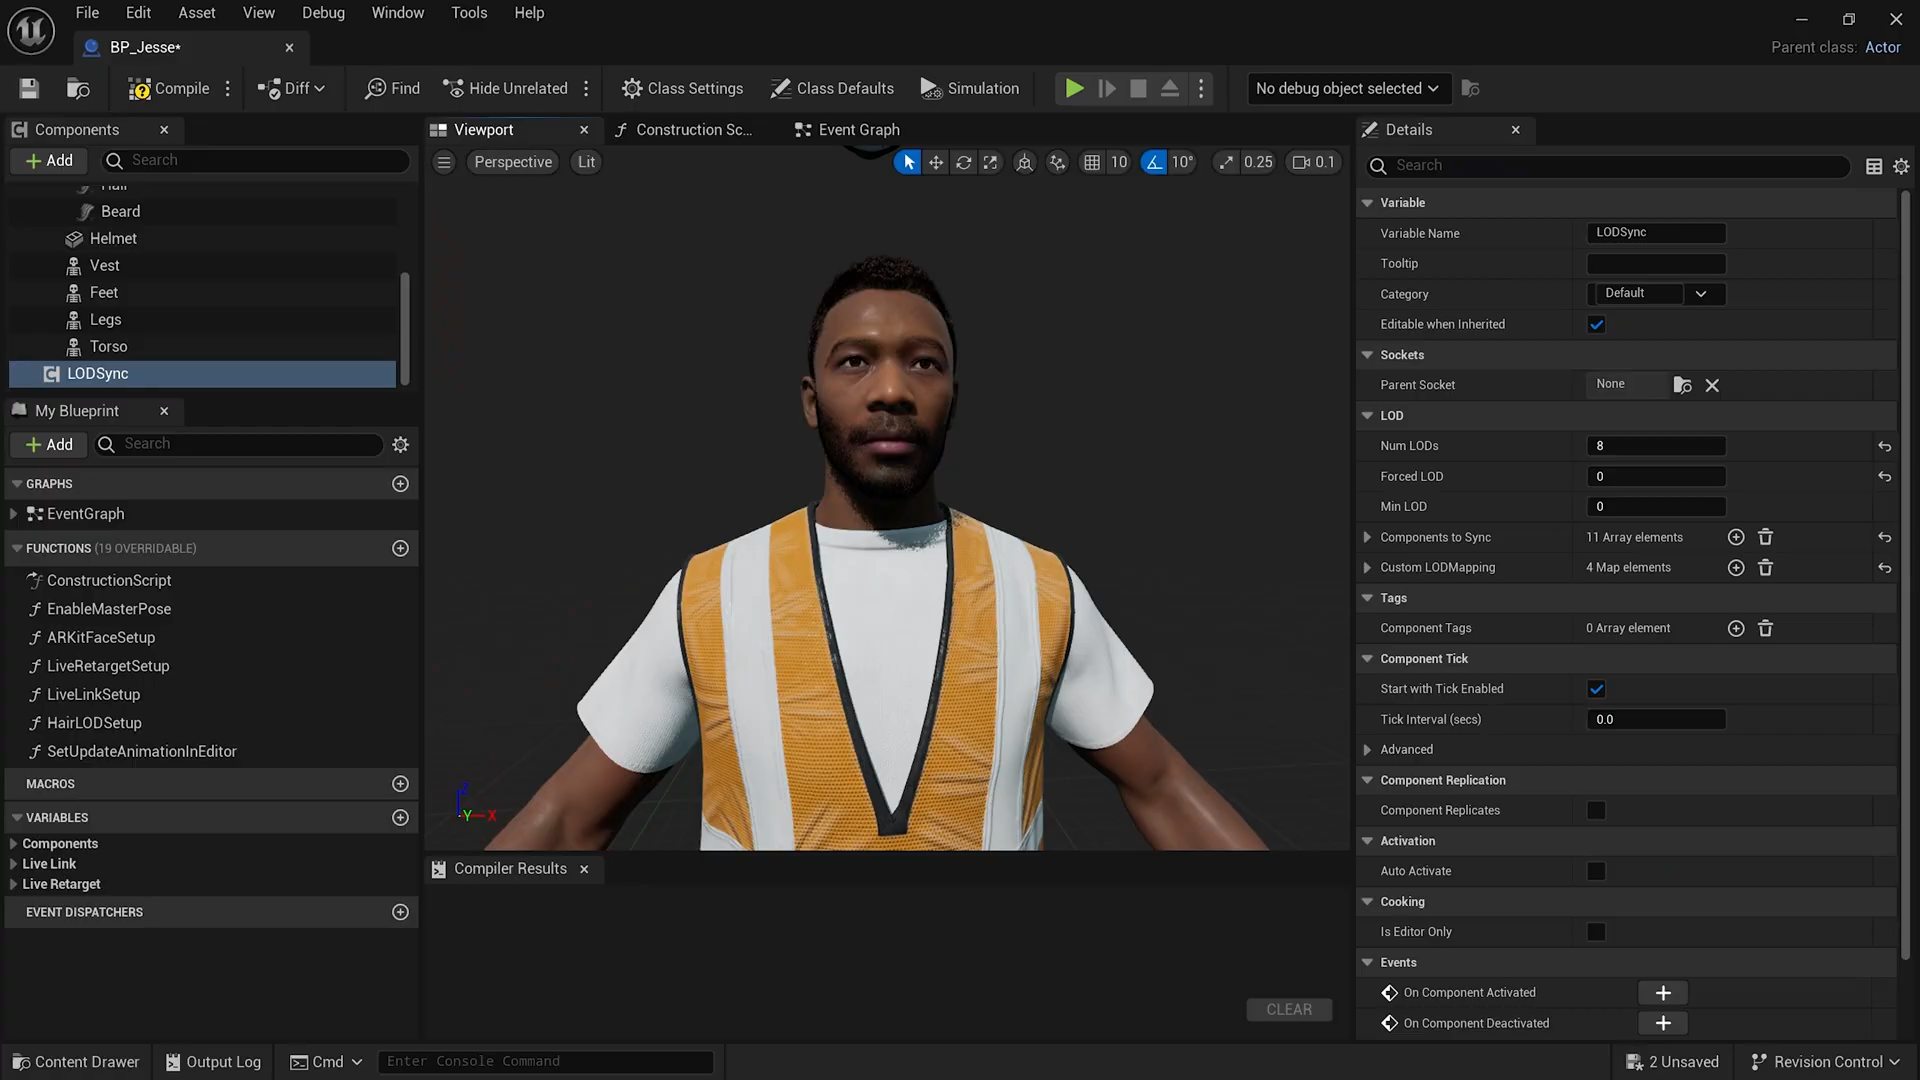 File Edit Asset View Debug Window Tools Help
BP_Jesse*
Parent class: Actor
Compile Diff Find Hide Unrelated Class Settings Class Defaults Simulation No debug object selected
Components
Add Search
Hair
Beard
Helmet
Vest
Feet
Legs
Torso
LODSync
My Blueprint
Add Search
GRAPHS
EventGraph
FUNCTIONS (19 OVERRIDABLE)
ConstructionScript
EnableMasterPose
ARKitFaceSetup
LiveRetargetSetup
LiveLinkSetup
HairLODSetup
SetUpdateAnimationInEditor
MACROS
VARIABLES
Components
Live Link
Live Retarget
EVENT DISPATCHERS
Viewport Construction Sc... Event Graph
Perspective Lit 10 10° 0.25 0.1
Z
Y X
Compiler Results
CLEAR
Details
Search
Variable
Variable Name LODSync
Tooltip
Category Default
Editable when Inherited
Sockets
Parent Socket None
LOD
Num LODs 8
Forced LOD 0
Min LOD 0
Components to Sync 11 Array elements
Custom LODMapping 4 Map elements
Tags
Component Tags 0 Array element
Component Tick
Start with Tick Enabled
Tick Interval (secs) 0.0
Advanced
Component Replication
Component Replicates
Activation
Auto Activate
Cooking
Is Editor Only
Events
On Component Activated
On Component Deactivated
Content Drawer Output Log Cmd Enter Console Command 2 Unsaved Revision Control